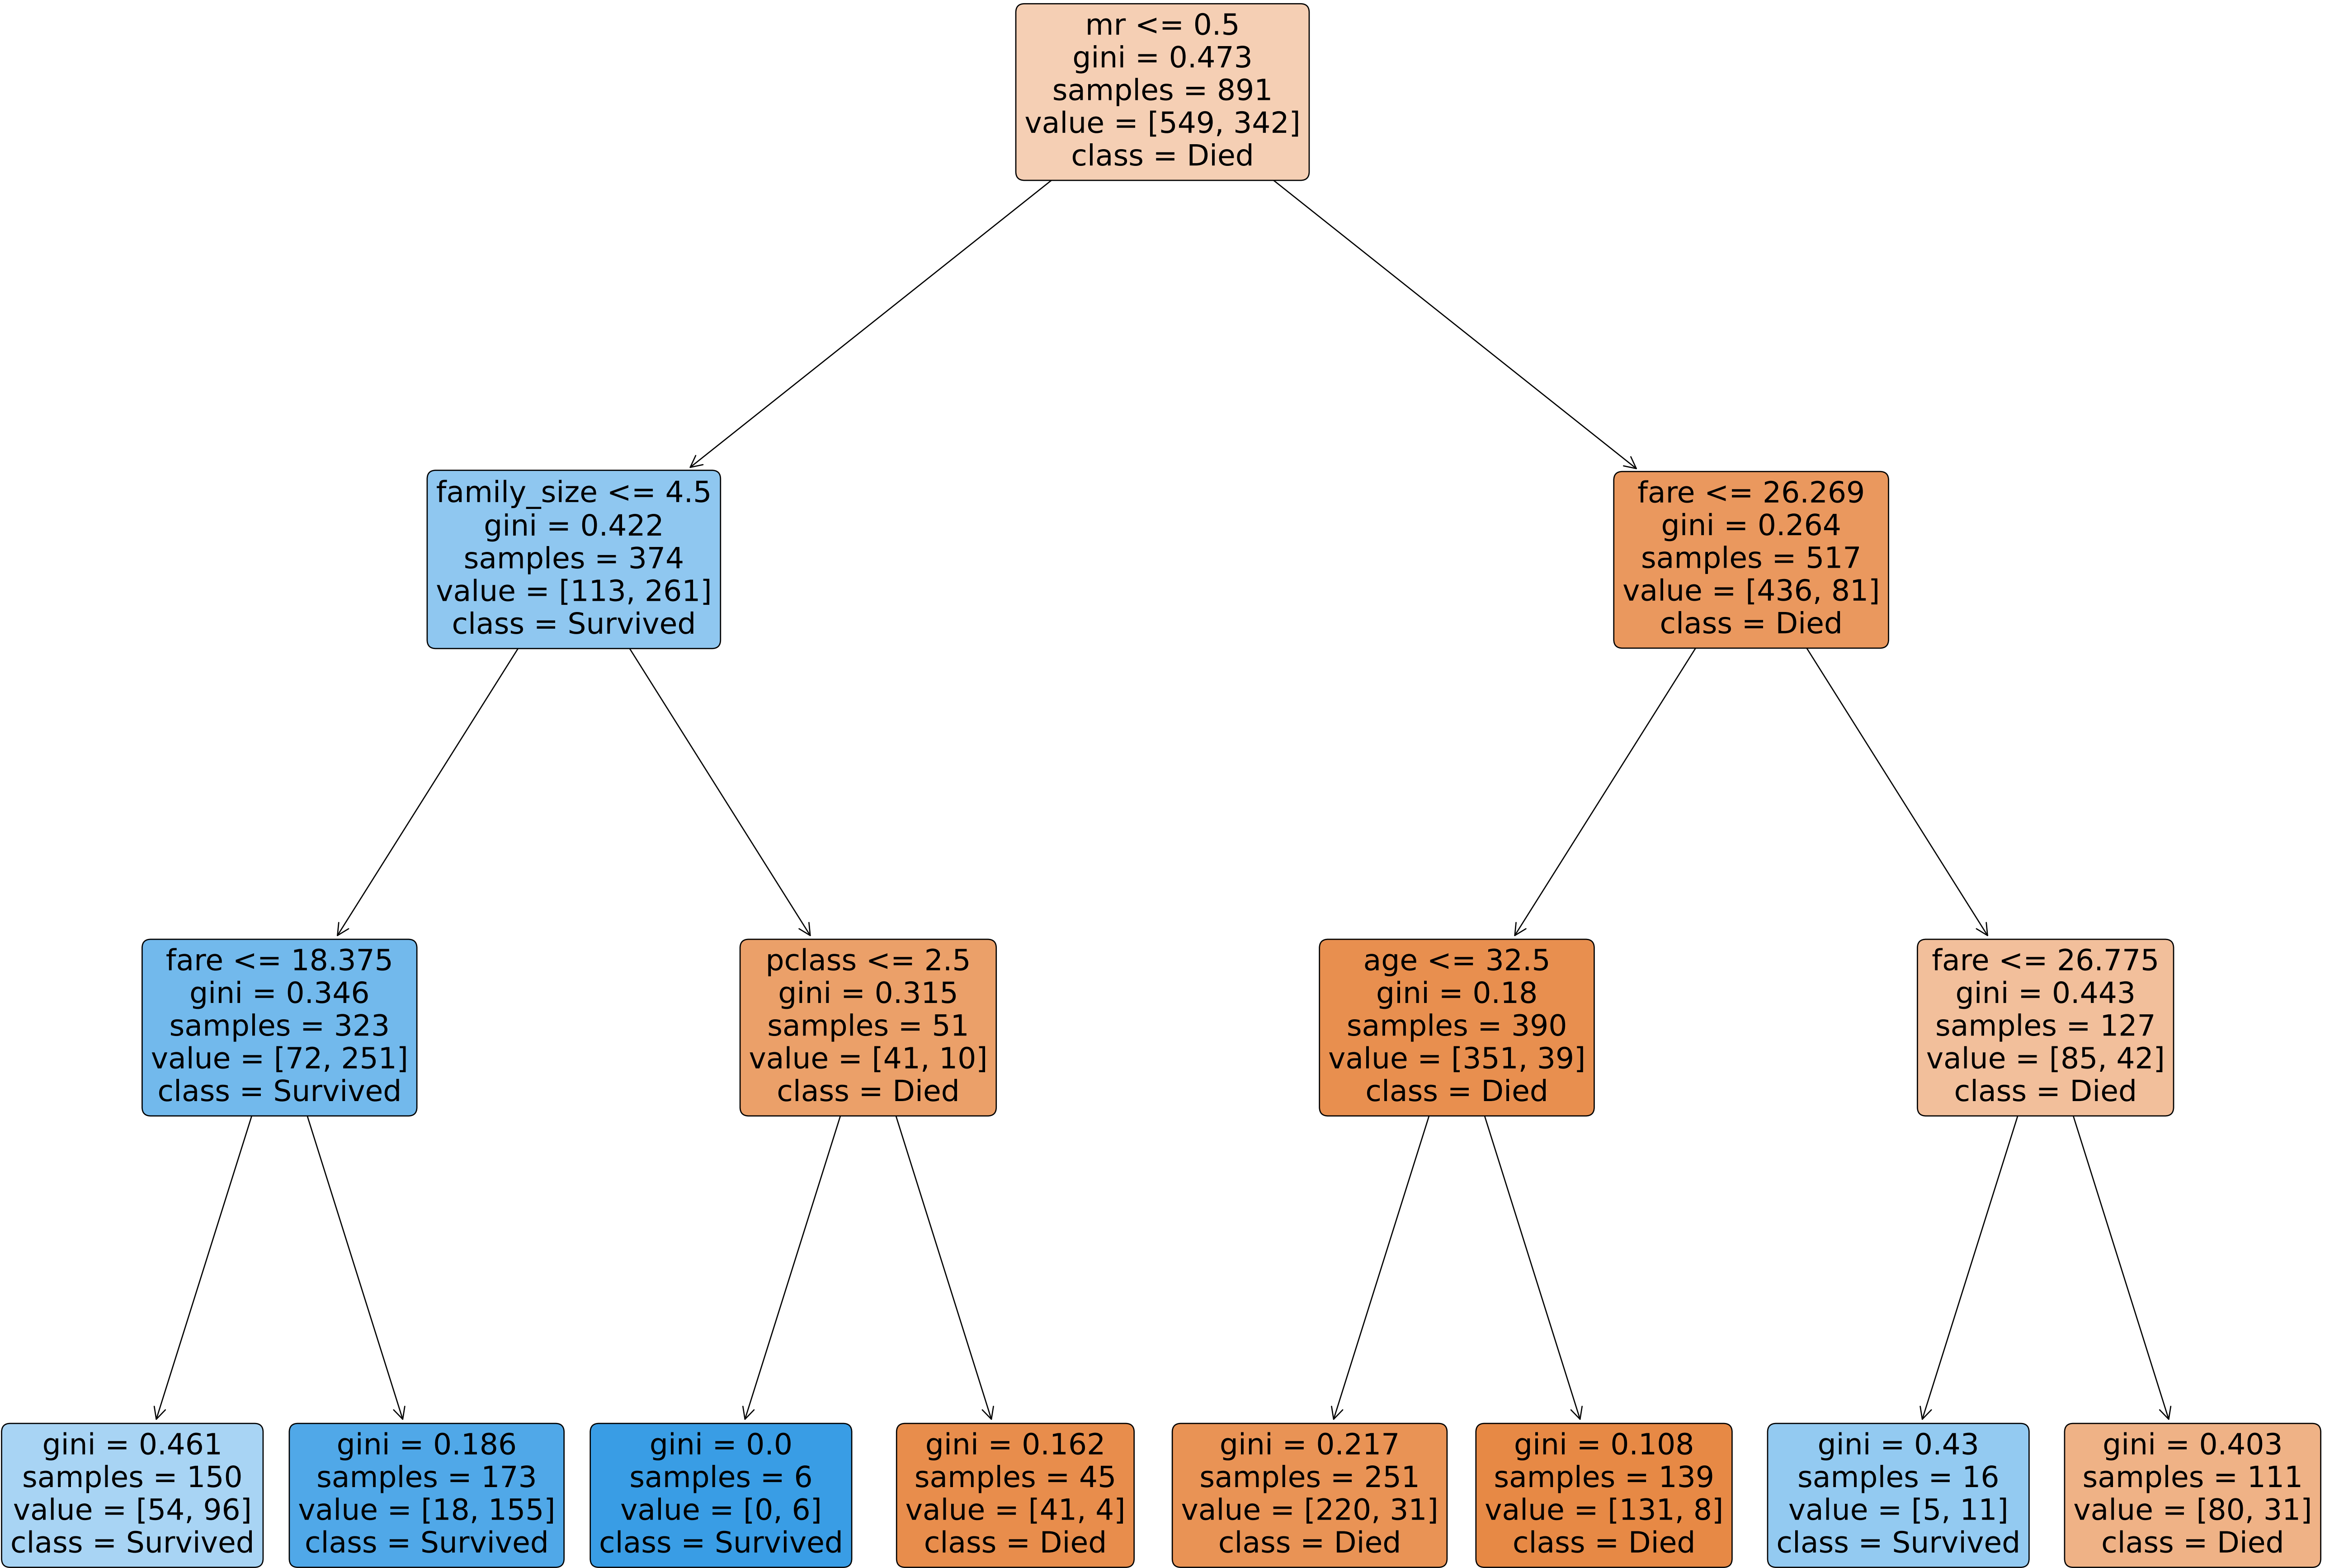 mr <= 0.5
gini = 0.473
samples = 891
value = [549, 342]
class = Died
family_size <= 4.5
gini = 0.422
samples = 374
value = [113, 261]
class = Survived
fare <= 26.269
gini = 0.264
samples = 517
value = [436, 81]
class = Died
fare <= 18.375
gini = 0.346
samples = 323
value = [72, 251]
class = Survived
pclass <= 2.5
gini = 0.315
samples = 51
value = [41, 10]
class = Died
age <= 32.5
gini = 0.18
samples = 390
value = [351, 39]
class = Died
fare <= 26.775
gini = 0.443
samples = 127
value = [85, 42]
class = Died
gini = 0.461
samples = 150
value = [54, 96]
class = Survived
gini = 0.186
samples = 173
value = [18, 155]
class = Survived
gini = 0.0
samples = 6
value = [0, 6]
class = Survived
gini = 0.162
samples = 45
value = [41, 4]
class = Died
gini = 0.217
samples = 251
value = [220, 31]
class = Died
gini = 0.108
samples = 139
value = [131, 8]
class = Died
gini = 0.43
samples = 16
value = [5, 11]
class = Survived
gini = 0.403
samples = 111
value = [80, 31]
class = Died